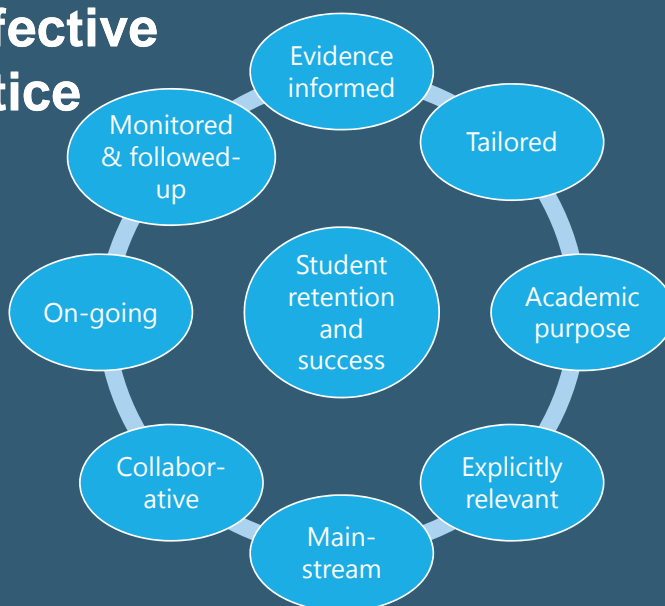 fective
tice
Evidence
informed
Tailored
Academic
purpose
Explicitly
relevant
Main-
stream
Collabor-
ative
On-going
Monitored
& followed-
up
Student
retention
and
success